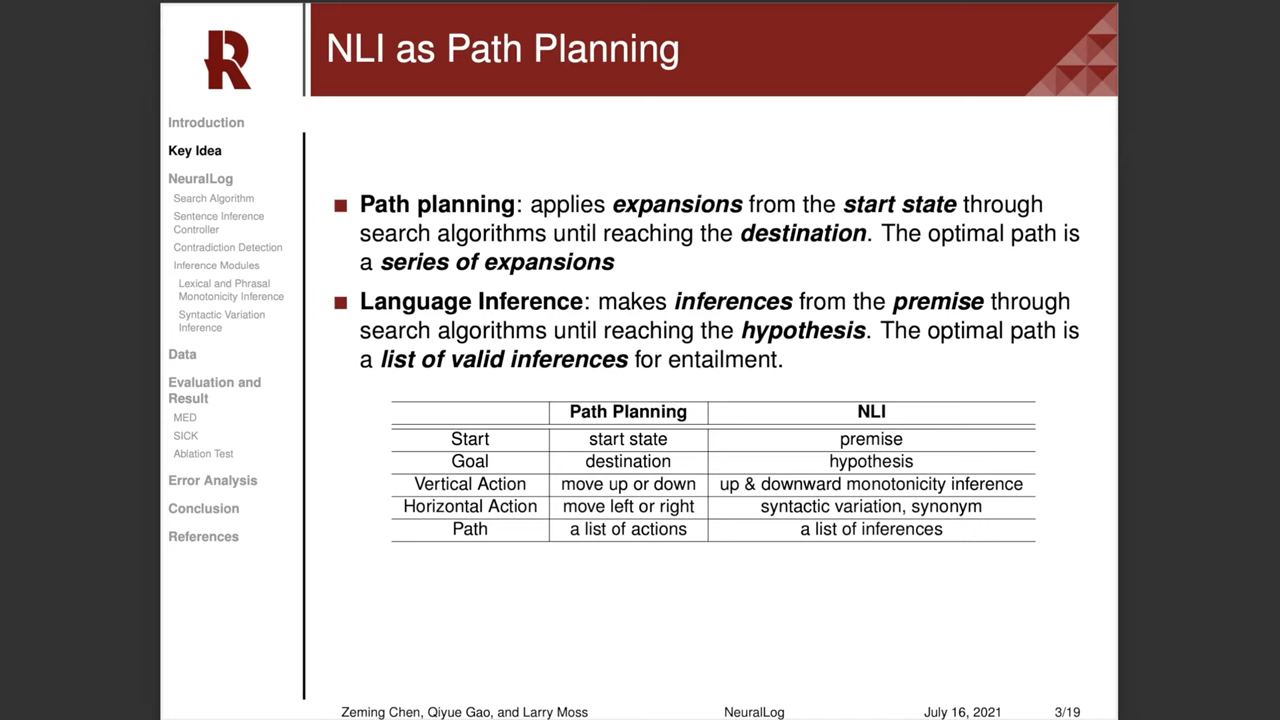 NLI as Path Planning
Introduction
Key Idea
NeuralLog
Search Algorithm
Sentence Inference
Controller
Contradiction Detection
Inference Modules
Lexical and Phrasal
Monotonicity Inference
Syntactic Variation
Inference
Data
Evaluation and
Result
MED
SICK
Ablation Test
Error Analysis
Conclusion
References
Path planning: applies expansions from the start state through
search algorithms until reaching the destination. The optimal path is
a series of expansions
Language Inference: makes inferences from the premise through
search algorithms until reaching the hypothesis. The optimal path is
a list of valid inferences for entailment.
Path Planning NLI
Start start state premise
Goal destination hypothesis
Vertical Action move up or down up & downward monotonicity inference
Horizontal Action move left or right syntactic variation, synonym
Path a list of actions a list of inferences
Zeming Chen, Qiyue Gao, and Larry Moss NeuralLog July 16, 2021 3/19